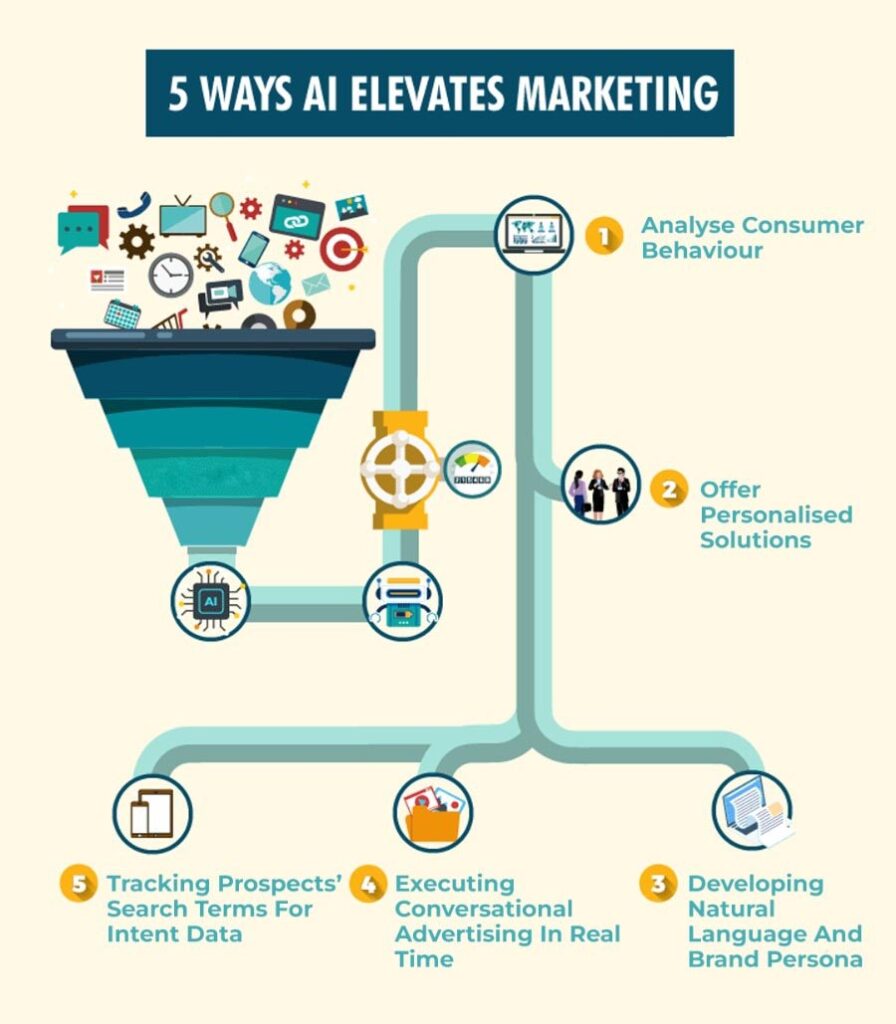 5 WAYS AI ELEVATES MARKETING
1
Analyse Consumer
Behaviour
2
Offer
Personalised
Solutions
AI
5
Tracking Prospects’
Search Terms For
Intent Data
4
Executing
Conversational
Advertising In Real
Time
3
Developing
Natural
Language And
Brand Persona